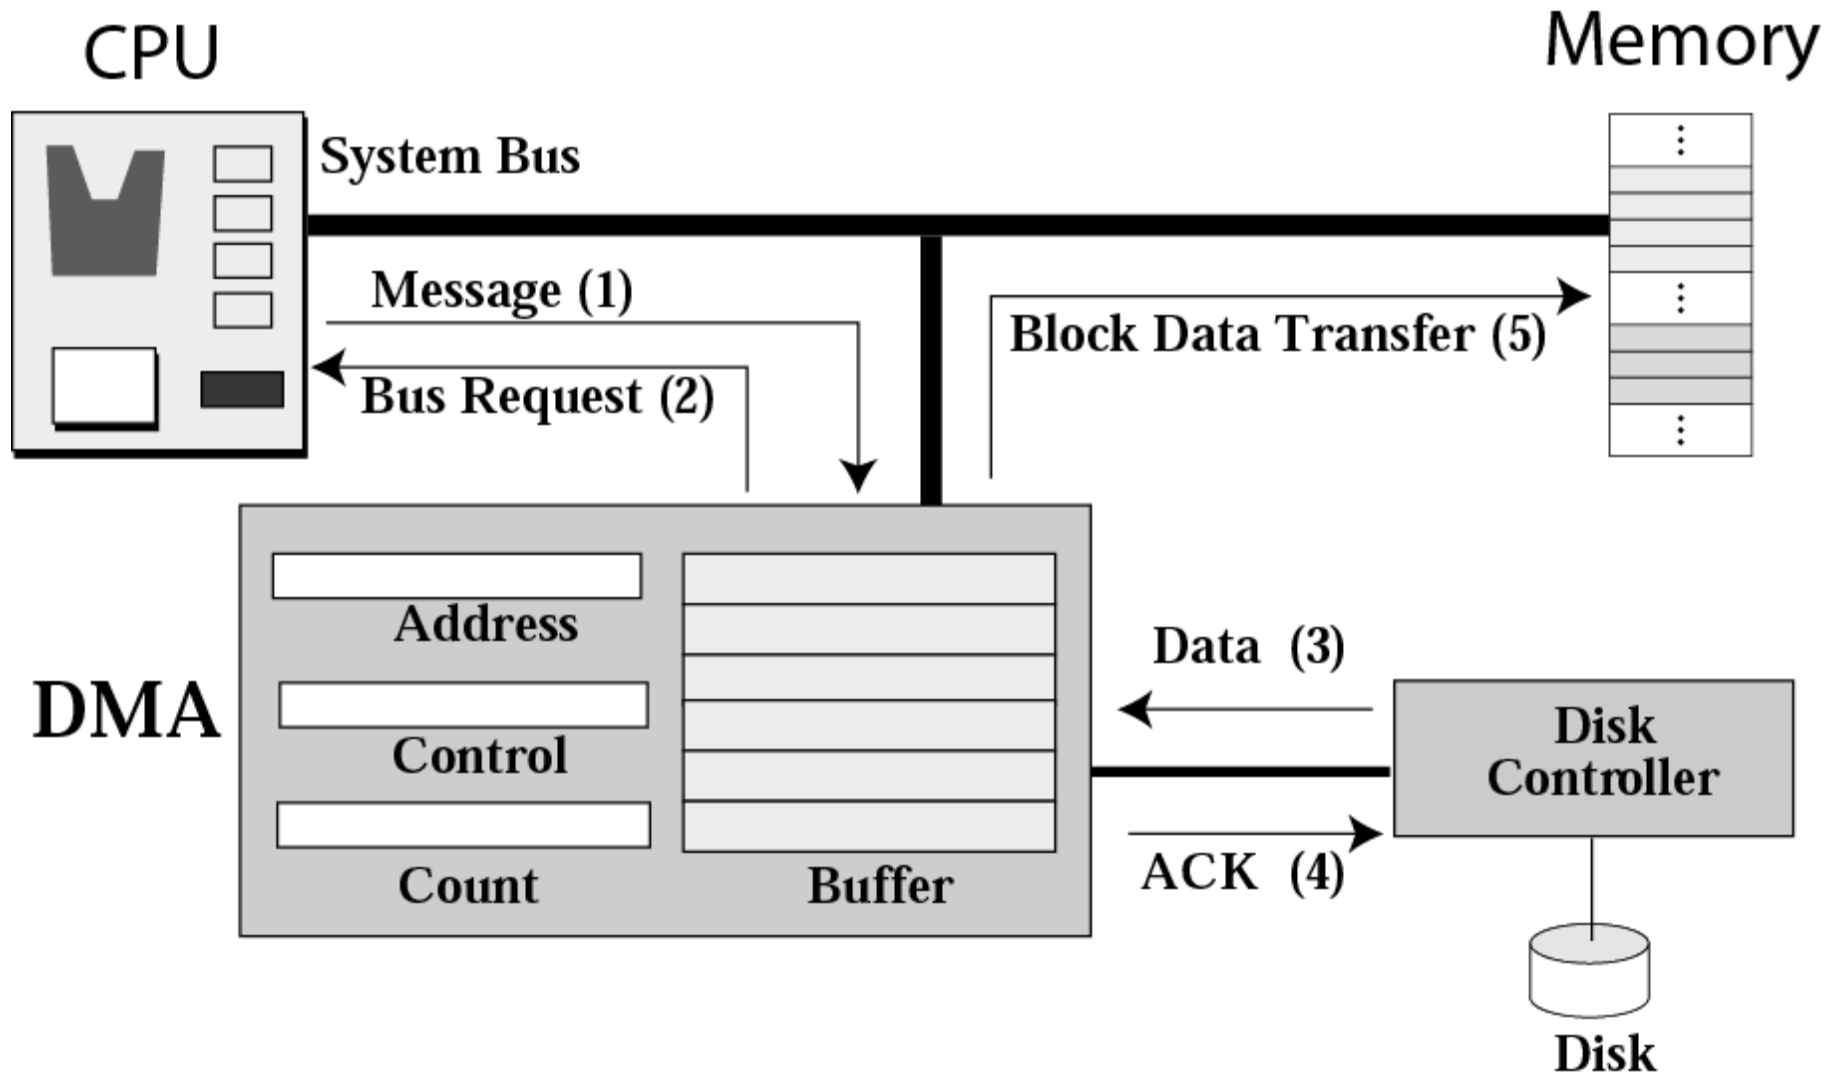 CPU
Memory
System Bus
Message (1)
Bus Request (2)
Block Data Transfer (5)
DMA
Address
Control
Count
Buffer
Data (3)
ACK (4)
Disk
Controller
Disk